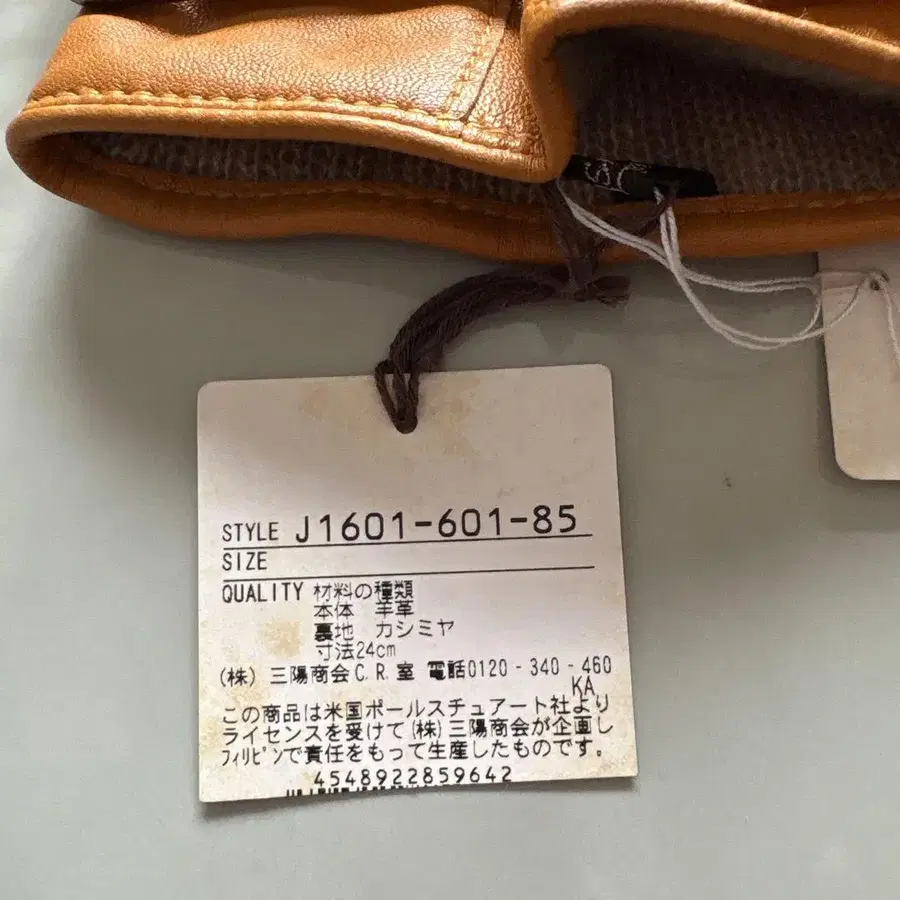 STYLE J1601-601-85
SIZE
QUALITY 材料の種類
本体 羊革
裏地 カシミヤ
寸法24cm
(株) 三陽商会C.R.室 電話0120-340-460
KA
この商品は米国ポールスチュアート社より
ライセンスを受けて(株)三陽商会が企画し
フィリピンで責任をもって生産したものです。
4548922859642